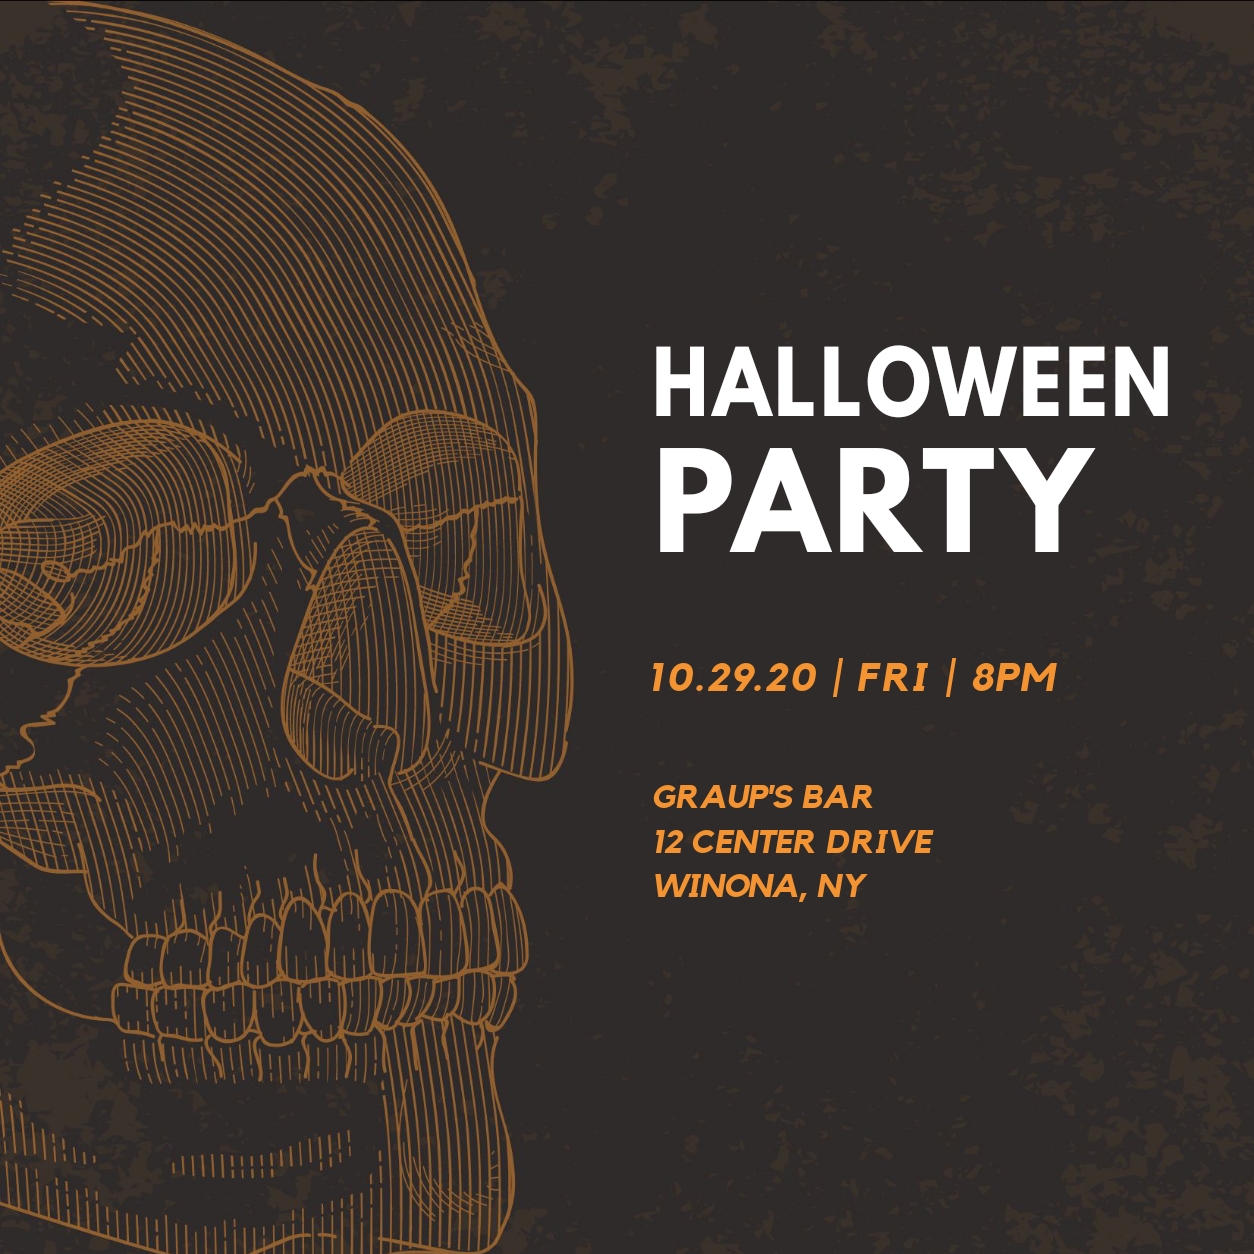 HALLOWEEN
PARTY
10.29.20 | FRI | 8PM
GRAUP'S BAR
12 CENTER DRIVE
WINONA, NY